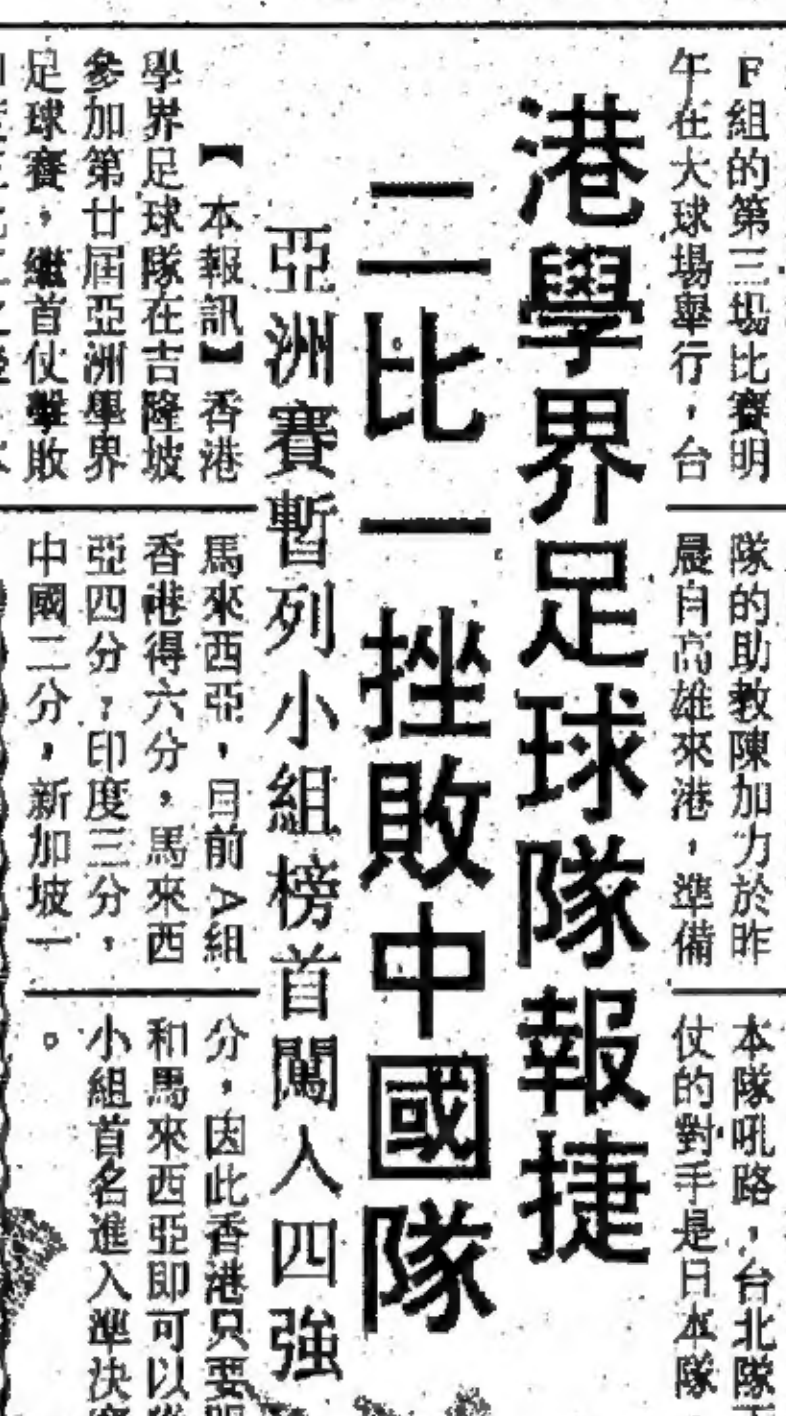 F組的第三場比賽明
午在大球場舉行，台
隊的助教陳加力於昨
晨自高雄來港，準備
本隊吼路，台北隊
仗的對手是日本隊
港學界足球隊報捷
二比一挫敗中國隊
亞洲賽暫列小組榜首闖入四強
【本報訊】香港
學界足球隊在吉隆坡
參加第廿屆亞洲學界
足球賽，繼首仗擊敗
馬來西亞，目前A組
香港得六分，馬來西
亞四分，印度三分，
中國二分，新加坡一
分，因此香港只要
和馬來西亞即可以
小組首名進入準決
。